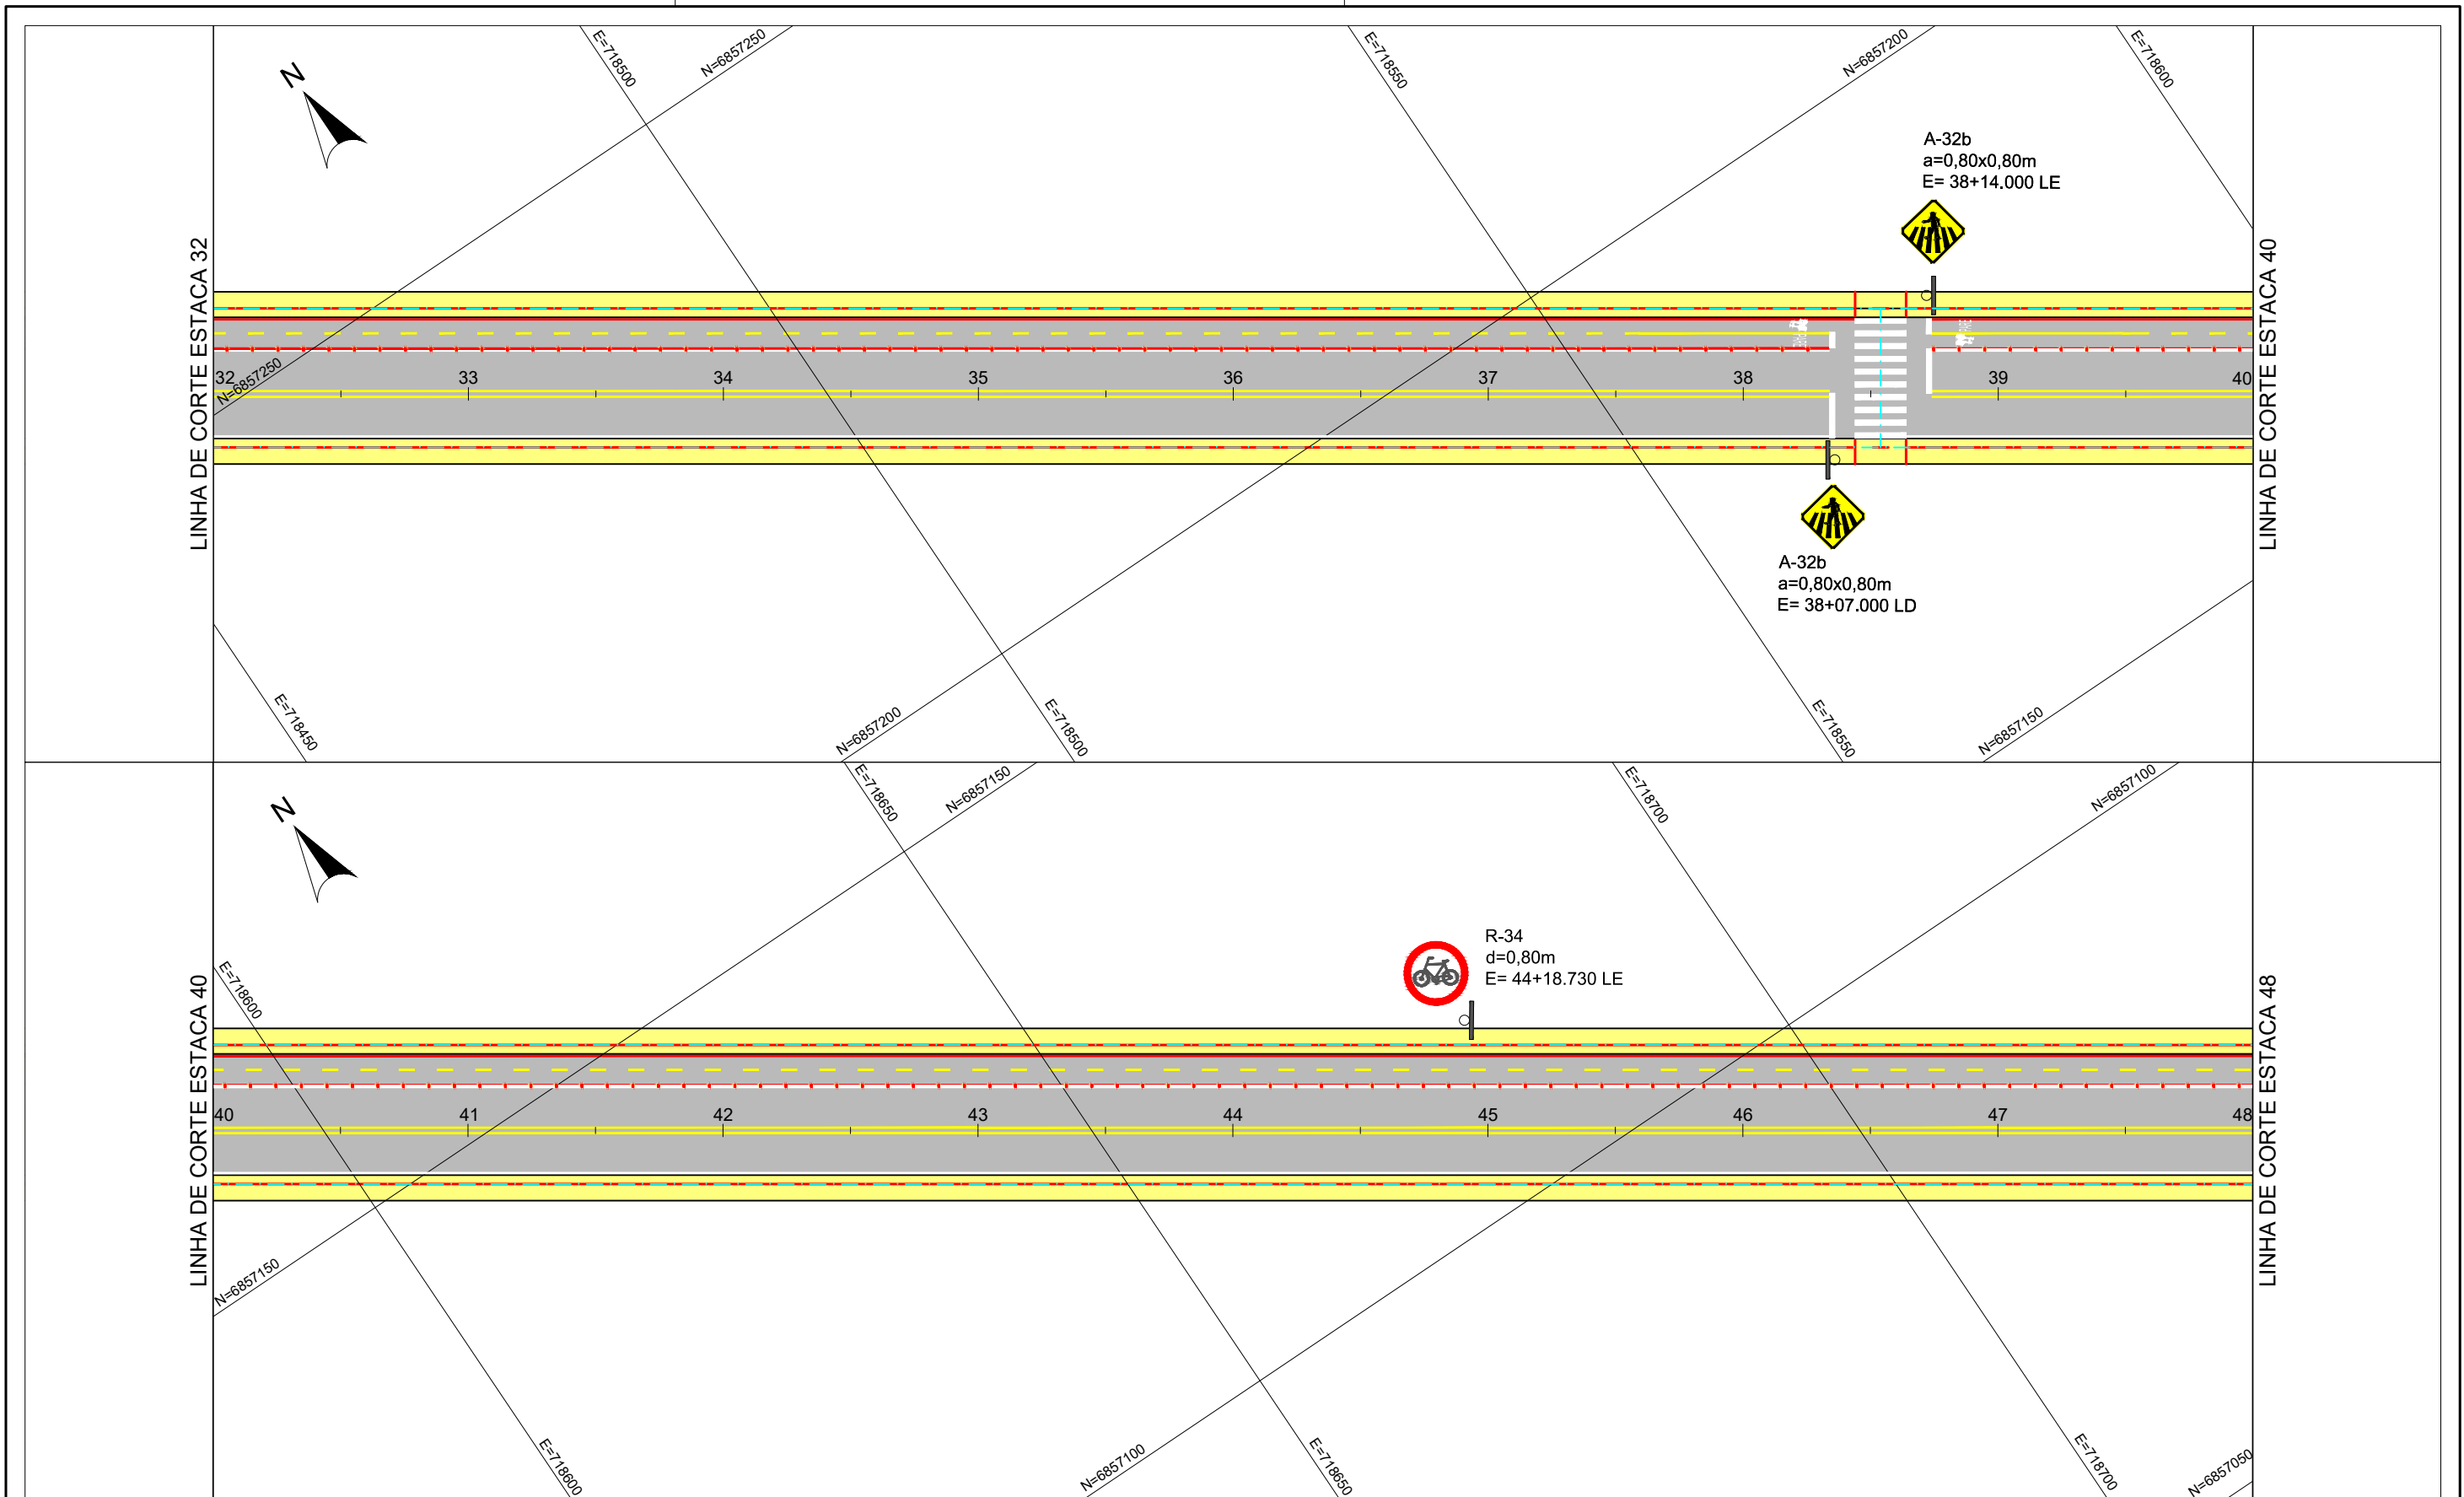 N
E=718500
N=6857250
E=718550
N=6857200
E=718600
A-32b
a=0,80x0,80m
E= 38+14.000 LE
LINHA DE CORTE ESTACA 32
LINHA DE CORTE ESTACA 40
32 33 34 35 36 37 38 39 40
N=6857250
A-32b
a=0,80x0,80m
E= 38+07.000 LD
E=718450
N=6857200
E=718500
E=718550
N=6857150
N
E=718650
N=6857150
E=718700
N=6857100
R-34
d=0,80m
E= 44+18.730 LE
E=718600
LINHA DE CORTE ESTACA 40
LINHA DE CORTE ESTACA 48
40 41 42 43 44 45 46 47 48
N=6857150
E=718600
N=6857100
E=718650
E=718700
N=6857050